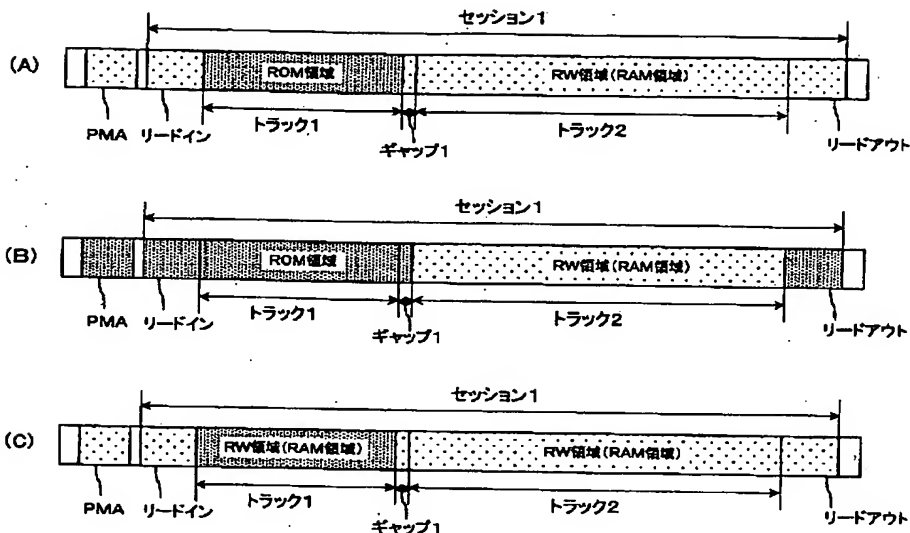 セッション1
(A)
ROM領域
RW領域(RAM領域)
PMA
リードイン
トラック1
ギャップ1
トラック2
リードアウト
セッション1
(B)
ROM領域
RW領域(RAM領域)
PMA
リードイン
トラック1
ギャップ1
トラック2
リードアウト
セッション1
(C)
RW領域(RAM領域)
RW領域(RAM領域)
PMA
リードイン
トラック1
ギャップ1
トラック2
リードアウト